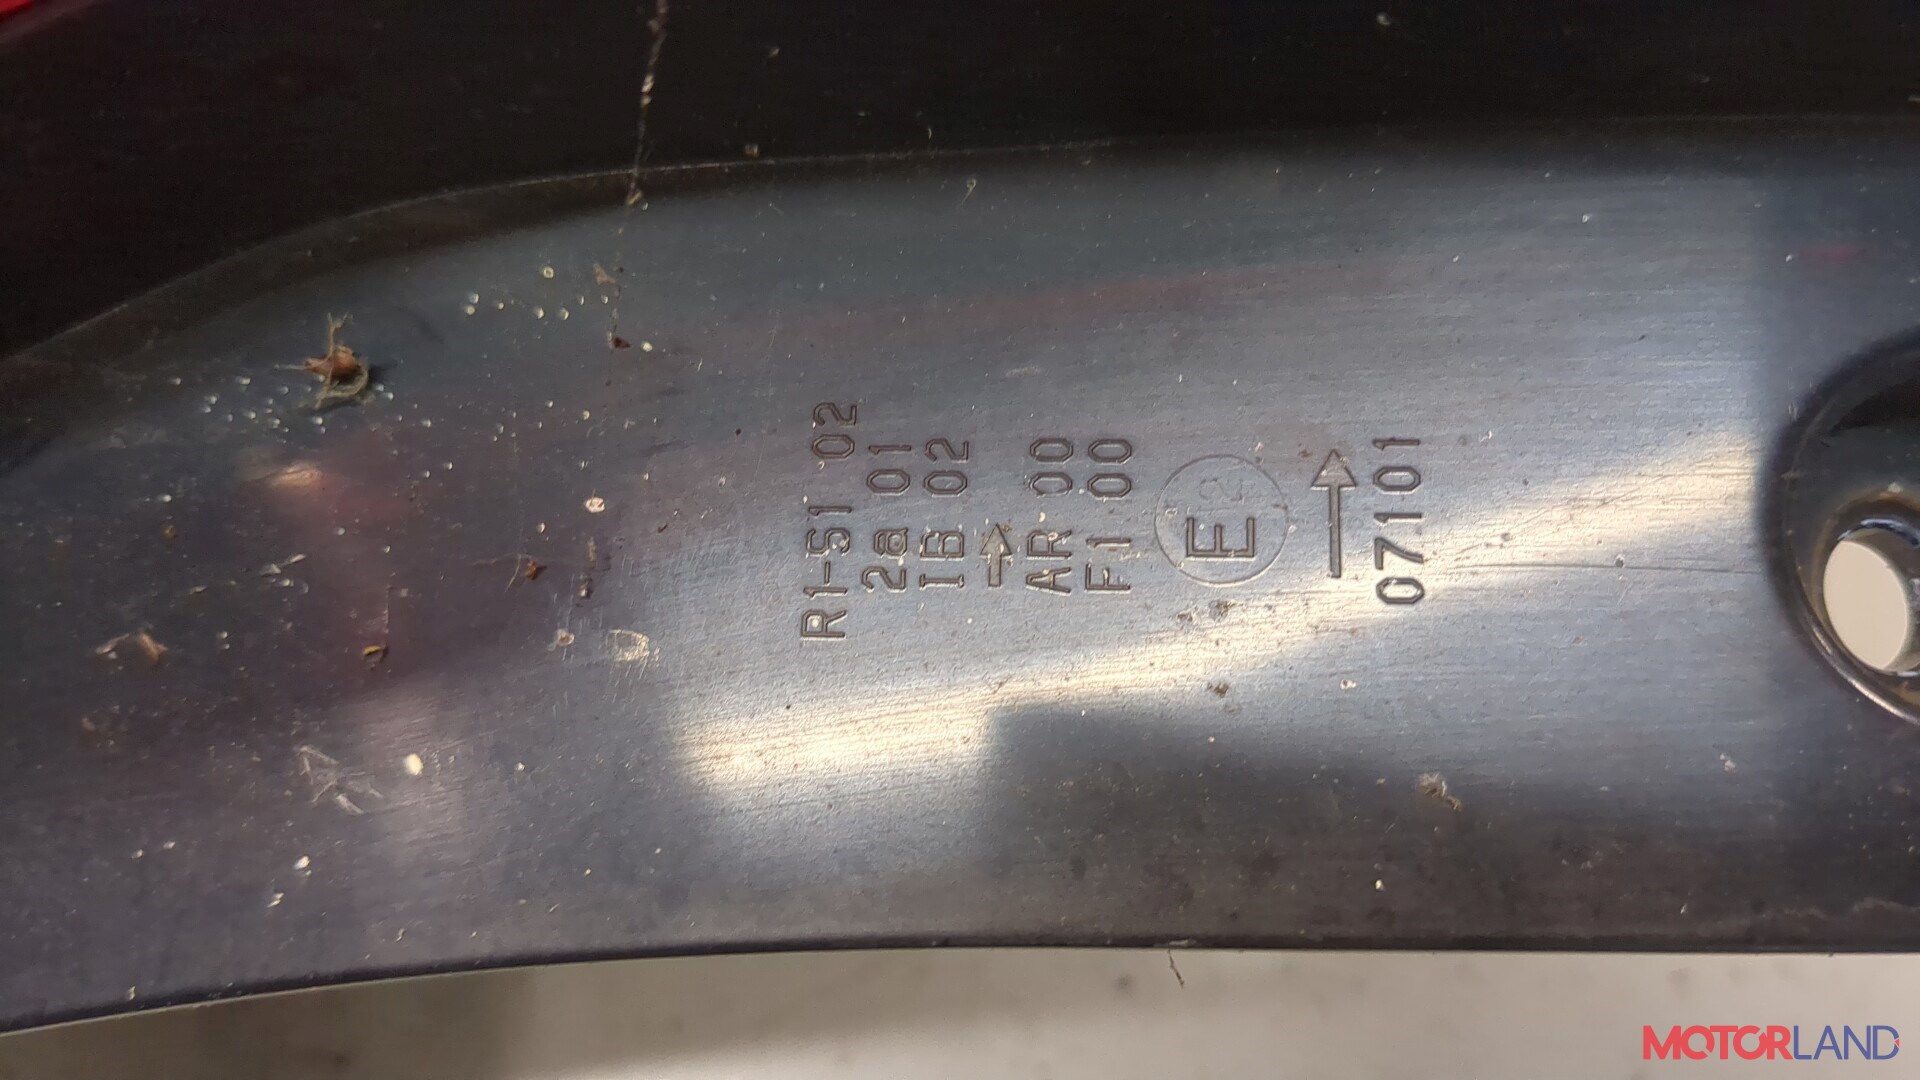 R1-S1 02
2a 01
IB 02
→
AR 00
F1 00
E2
→
07101
MOTORLAND